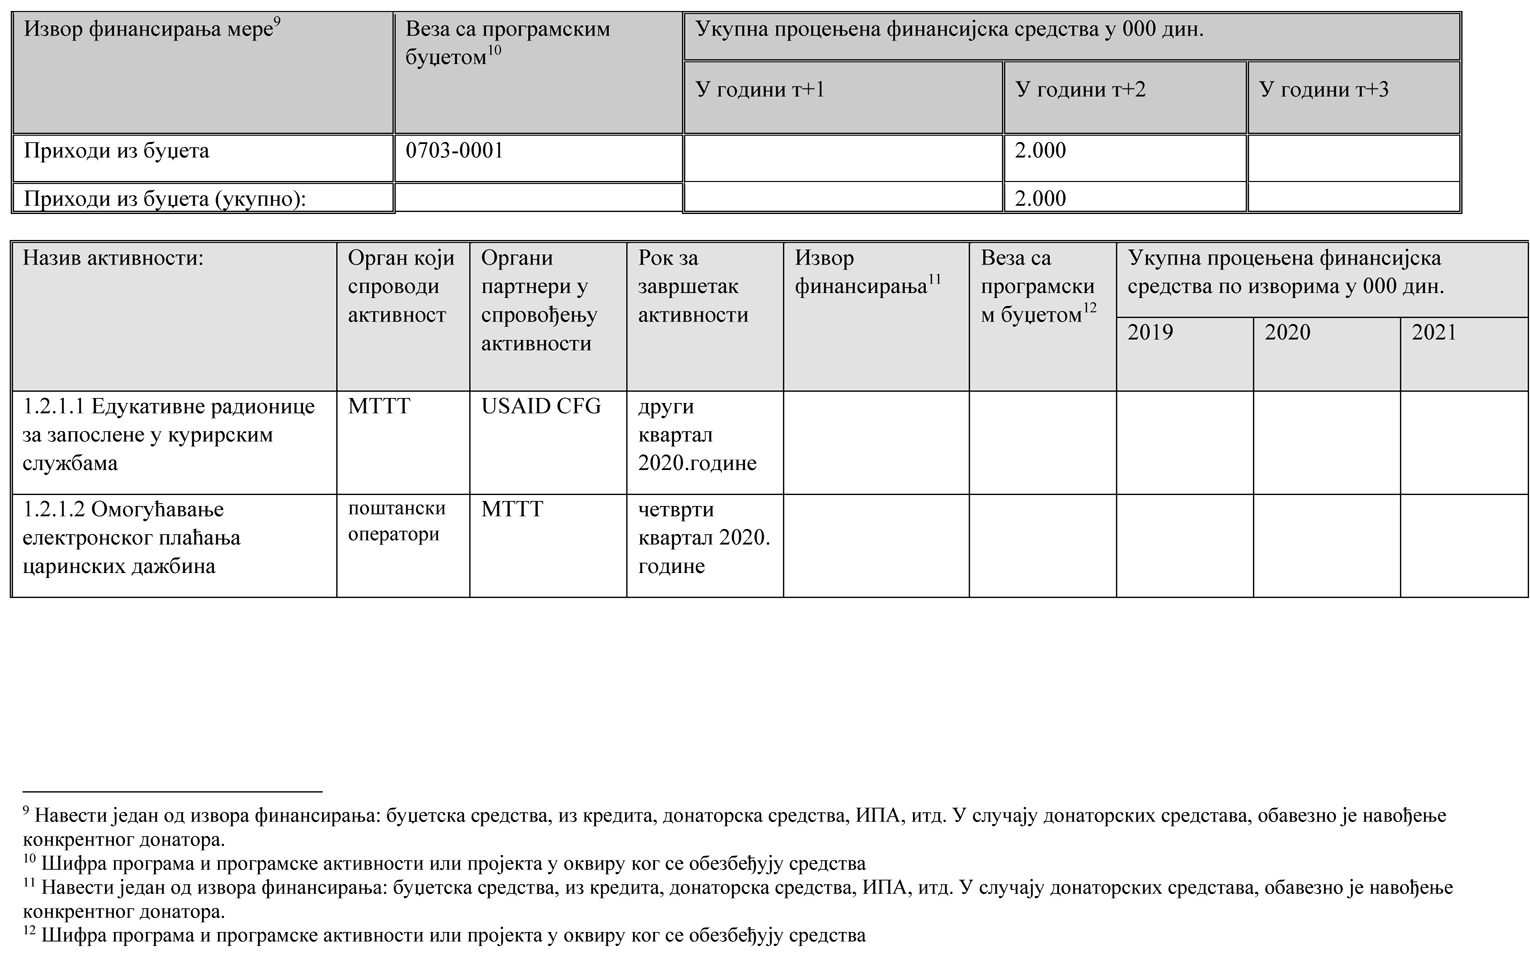 Извор финансирања мере9
Веза са програмским
буџетом10
Укупна процењена финансијска средства у 000 дин.
У години т+1
У години т+2
У години т+3
Приходи из буџета
0703-0001
2.000
Приходи из буџета (укупно):
2.000
Назив активности:
Орган који
спроводи
активност
Органи
партнери у
спровођењу
активности
Рок за
завршетак
активности
Извор
финансирања11
Веза са
програмски
м буџетом12
Укупна процењена финансијска
средства по изворима у 000 дин.
2019
2020
2021
1.2.1.1 Едукативне радионице
за запослене у курирским
службама
МТТТ
USAID CFG
други
квартал
2020.године
1.2.1.2 Омогућавање
електронског плаћања
царинских дажбина
поштански
оператори
МТТТ
четврти
квартал 2020.
године
9 Навести један од извора финансирања: буџетска средства, из кредита, донаторска средства, ИПА, итд. У случају донаторских средстава, обавезно је навођење
конкрентног донатора.
10 Шифра програма и програмске активности или пројекта у оквиру ког се обезбеђују средства
11 Навести један од извора финансирања: буџетска средства, из кредита, донаторска средства, ИПА, итд. У случају донаторских средстава, обавезно је навођење
конкрентног донатора.
12 Шифра програма и програмске активности или пројекта у оквиру ког се обезбеђују средства